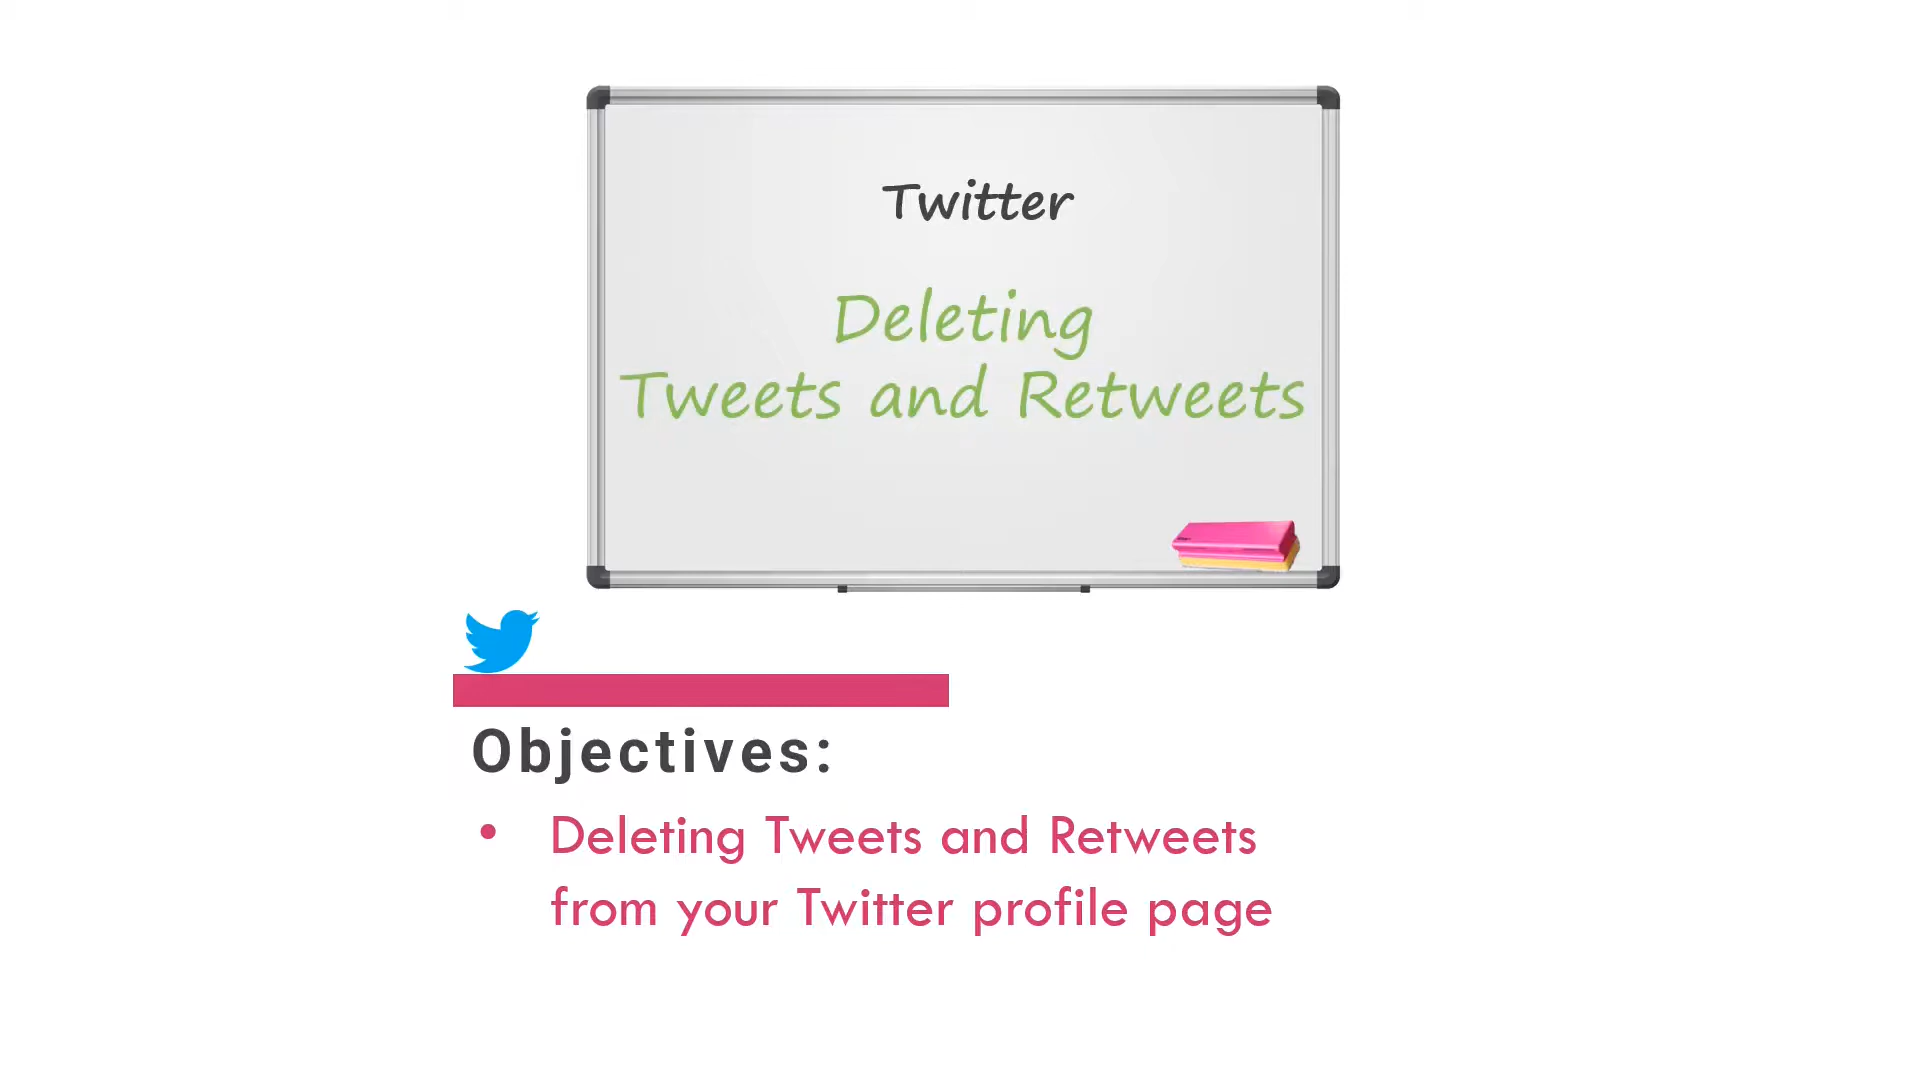 Twitter
Deleting
Tweets and Retweets
Objectives:
• Deleting Tweets and Retweets
from your Twitter profile page